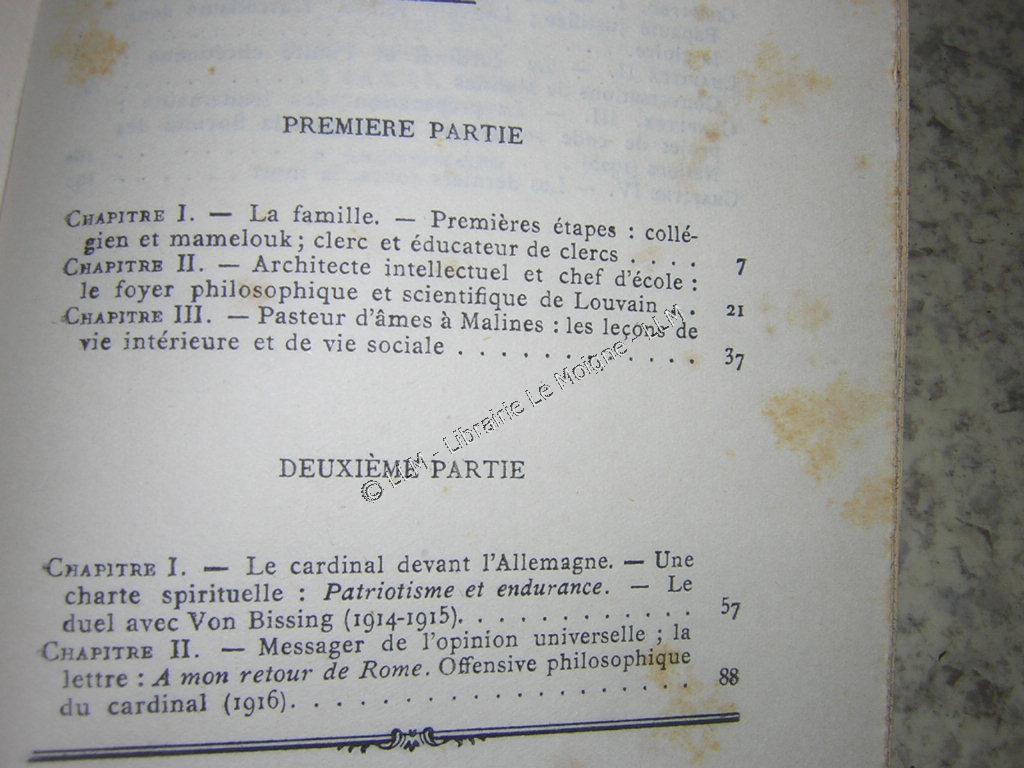 PREMIERE PARTIE
CHAPITRE I. — La famille. — Premières étapes : collé-
gien et mamelouk ; clerc et éducateur de clercs . . . . 7
CHAPITRE II. — Architecte intellectuel et chef d'école :
le foyer philosophique et scientifique de Louvain . . 21
CHAPITRE III. — Pasteur d'âmes à Malines : les leçons de
vie intérieure et de vie sociale . . . . . . . . . . . . 37
© LLM - Librairie Le Moigne - LLM
DEUXIÈME PARTIE
CHAPITRE I. — Le cardinal devant l'Allemagne. — Une
charte spirituelle : Patriotisme et endurance. — Le
duel avec Von Bissing (1914-1915). . . . . . . . . . . . 57
CHAPITRE II. — Messager de l'opinion universelle ; la
lettre : A mon retour de Rome. Offensive philosophique
du cardinal (1916). . . . . . . . . . . . . . . . . . 88